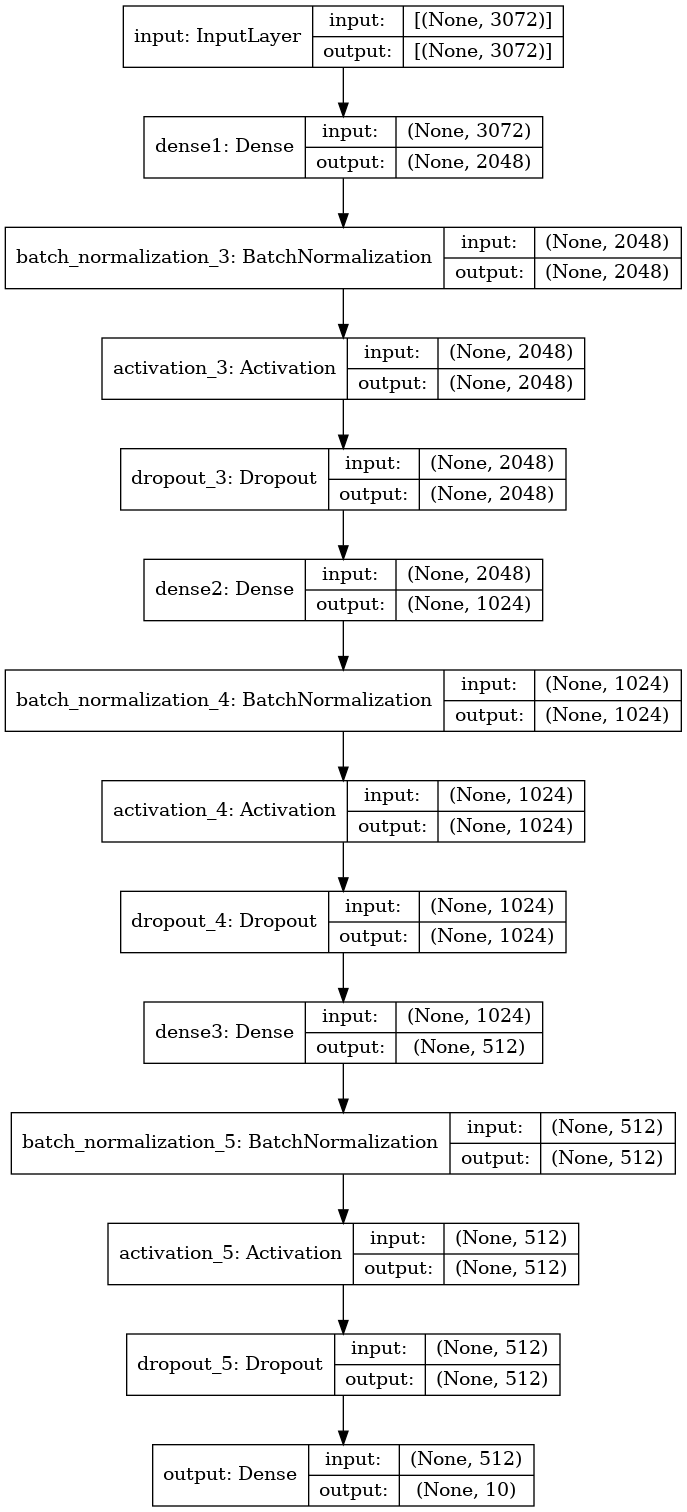 input: InputLayer
input: [(None, 3072)]
output: [(None, 3072)]
dense1: Dense
input: (None, 3072)
output: (None, 2048)
batch_normalization_3: BatchNormalization
input: (None, 2048)
output: (None, 2048)
activation_3: Activation
input: (None, 2048)
output: (None, 2048)
dropout_3: Dropout
input: (None, 2048)
output: (None, 2048)
dense2: Dense
input: (None, 2048)
output: (None, 1024)
batch_normalization_4: BatchNormalization
input: (None, 1024)
output: (None, 1024)
activation_4: Activation
input: (None, 1024)
output: (None, 1024)
dropout_4: Dropout
input: (None, 1024)
output: (None, 1024)
dense3: Dense
input: (None, 1024)
output: (None, 512)
batch_normalization_5: BatchNormalization
input: (None, 512)
output: (None, 512)
activation_5: Activation
input: (None, 512)
output: (None, 512)
dropout_5: Dropout
input: (None, 512)
output: (None, 512)
output: Dense
input: (None, 512)
output: (None, 10)